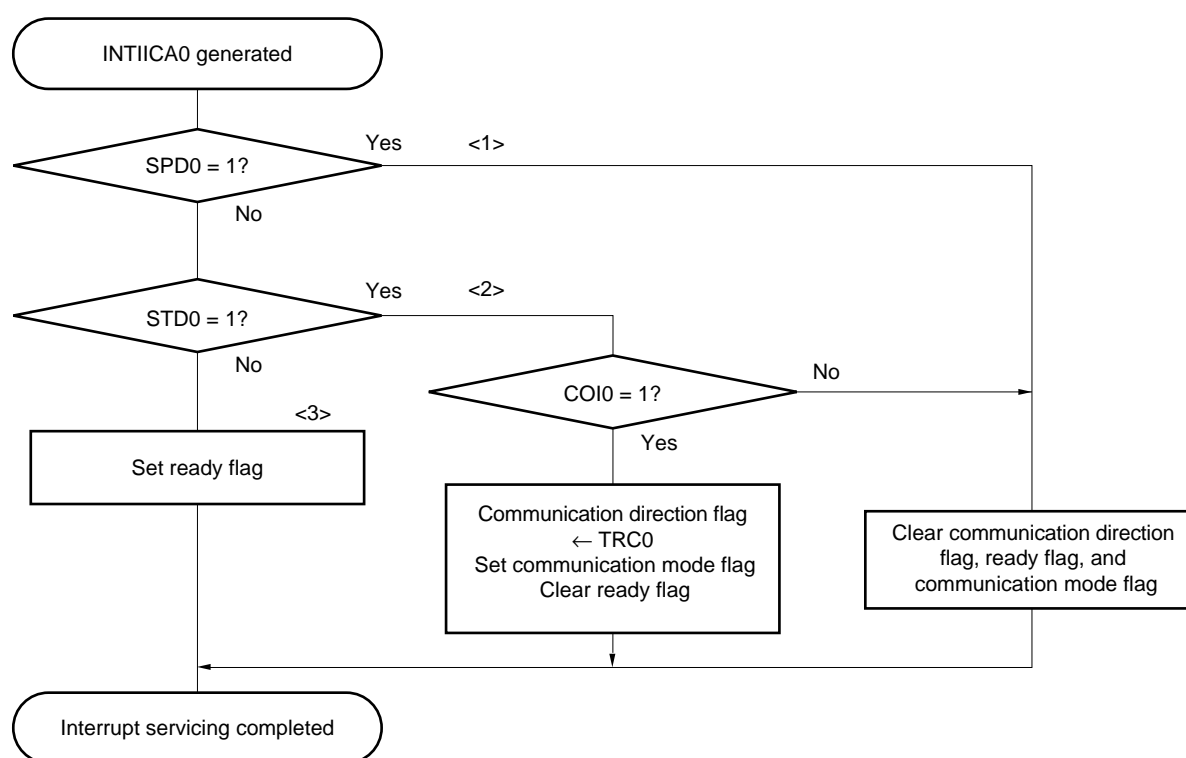 INTIICA0 generated
Yes
<1>
SPD0 = 1?
No
Yes
<2>
STD0 = 1?
No
COI0 = 1?
No
<3>
Yes
Set ready flag
Communication direction flag
← TRC0
Set communication mode flag
Clear ready flag
Clear communication direction
flag, ready flag, and
communication mode flag
Interrupt servicing completed